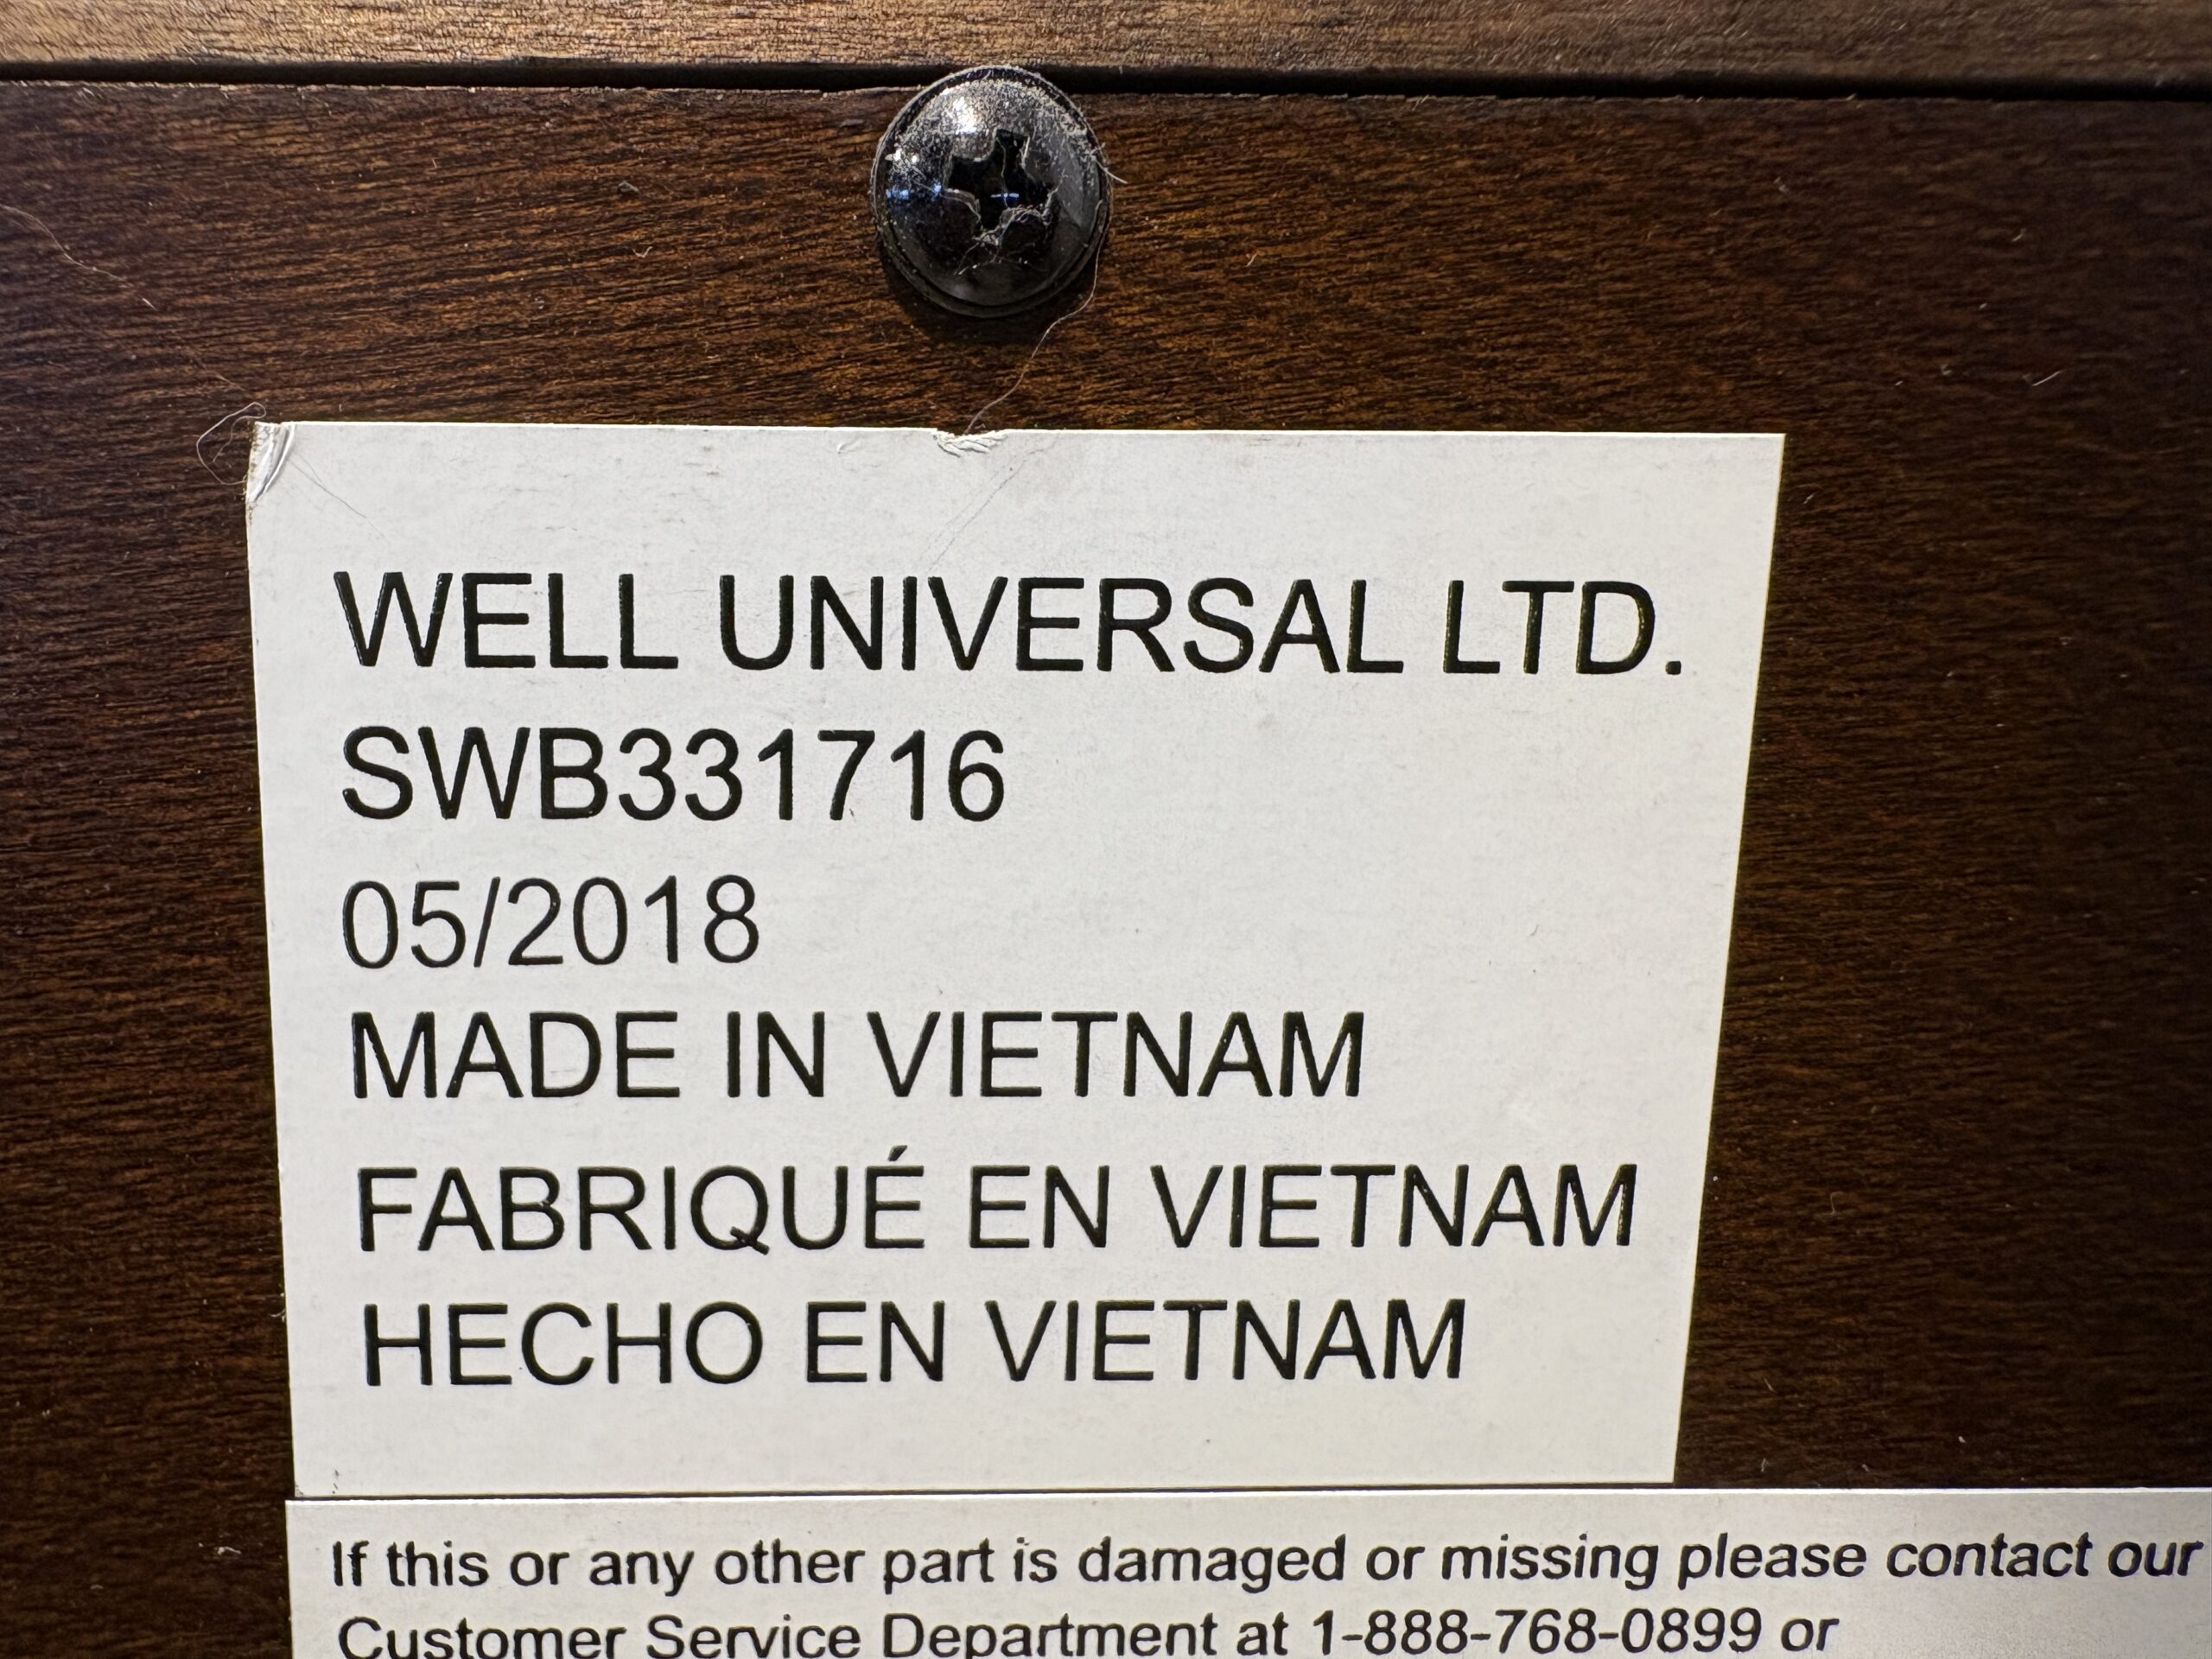 WELL UNIVERSAL LTD.
SWB331716
05/2018
MADE IN VIETNAM
FABRIQUÉ EN VIETNAM
HECHO EN VIETNAM
If this or any other part is damaged or missing please contact our
Customer Service Department at 1-888-768-0899 or